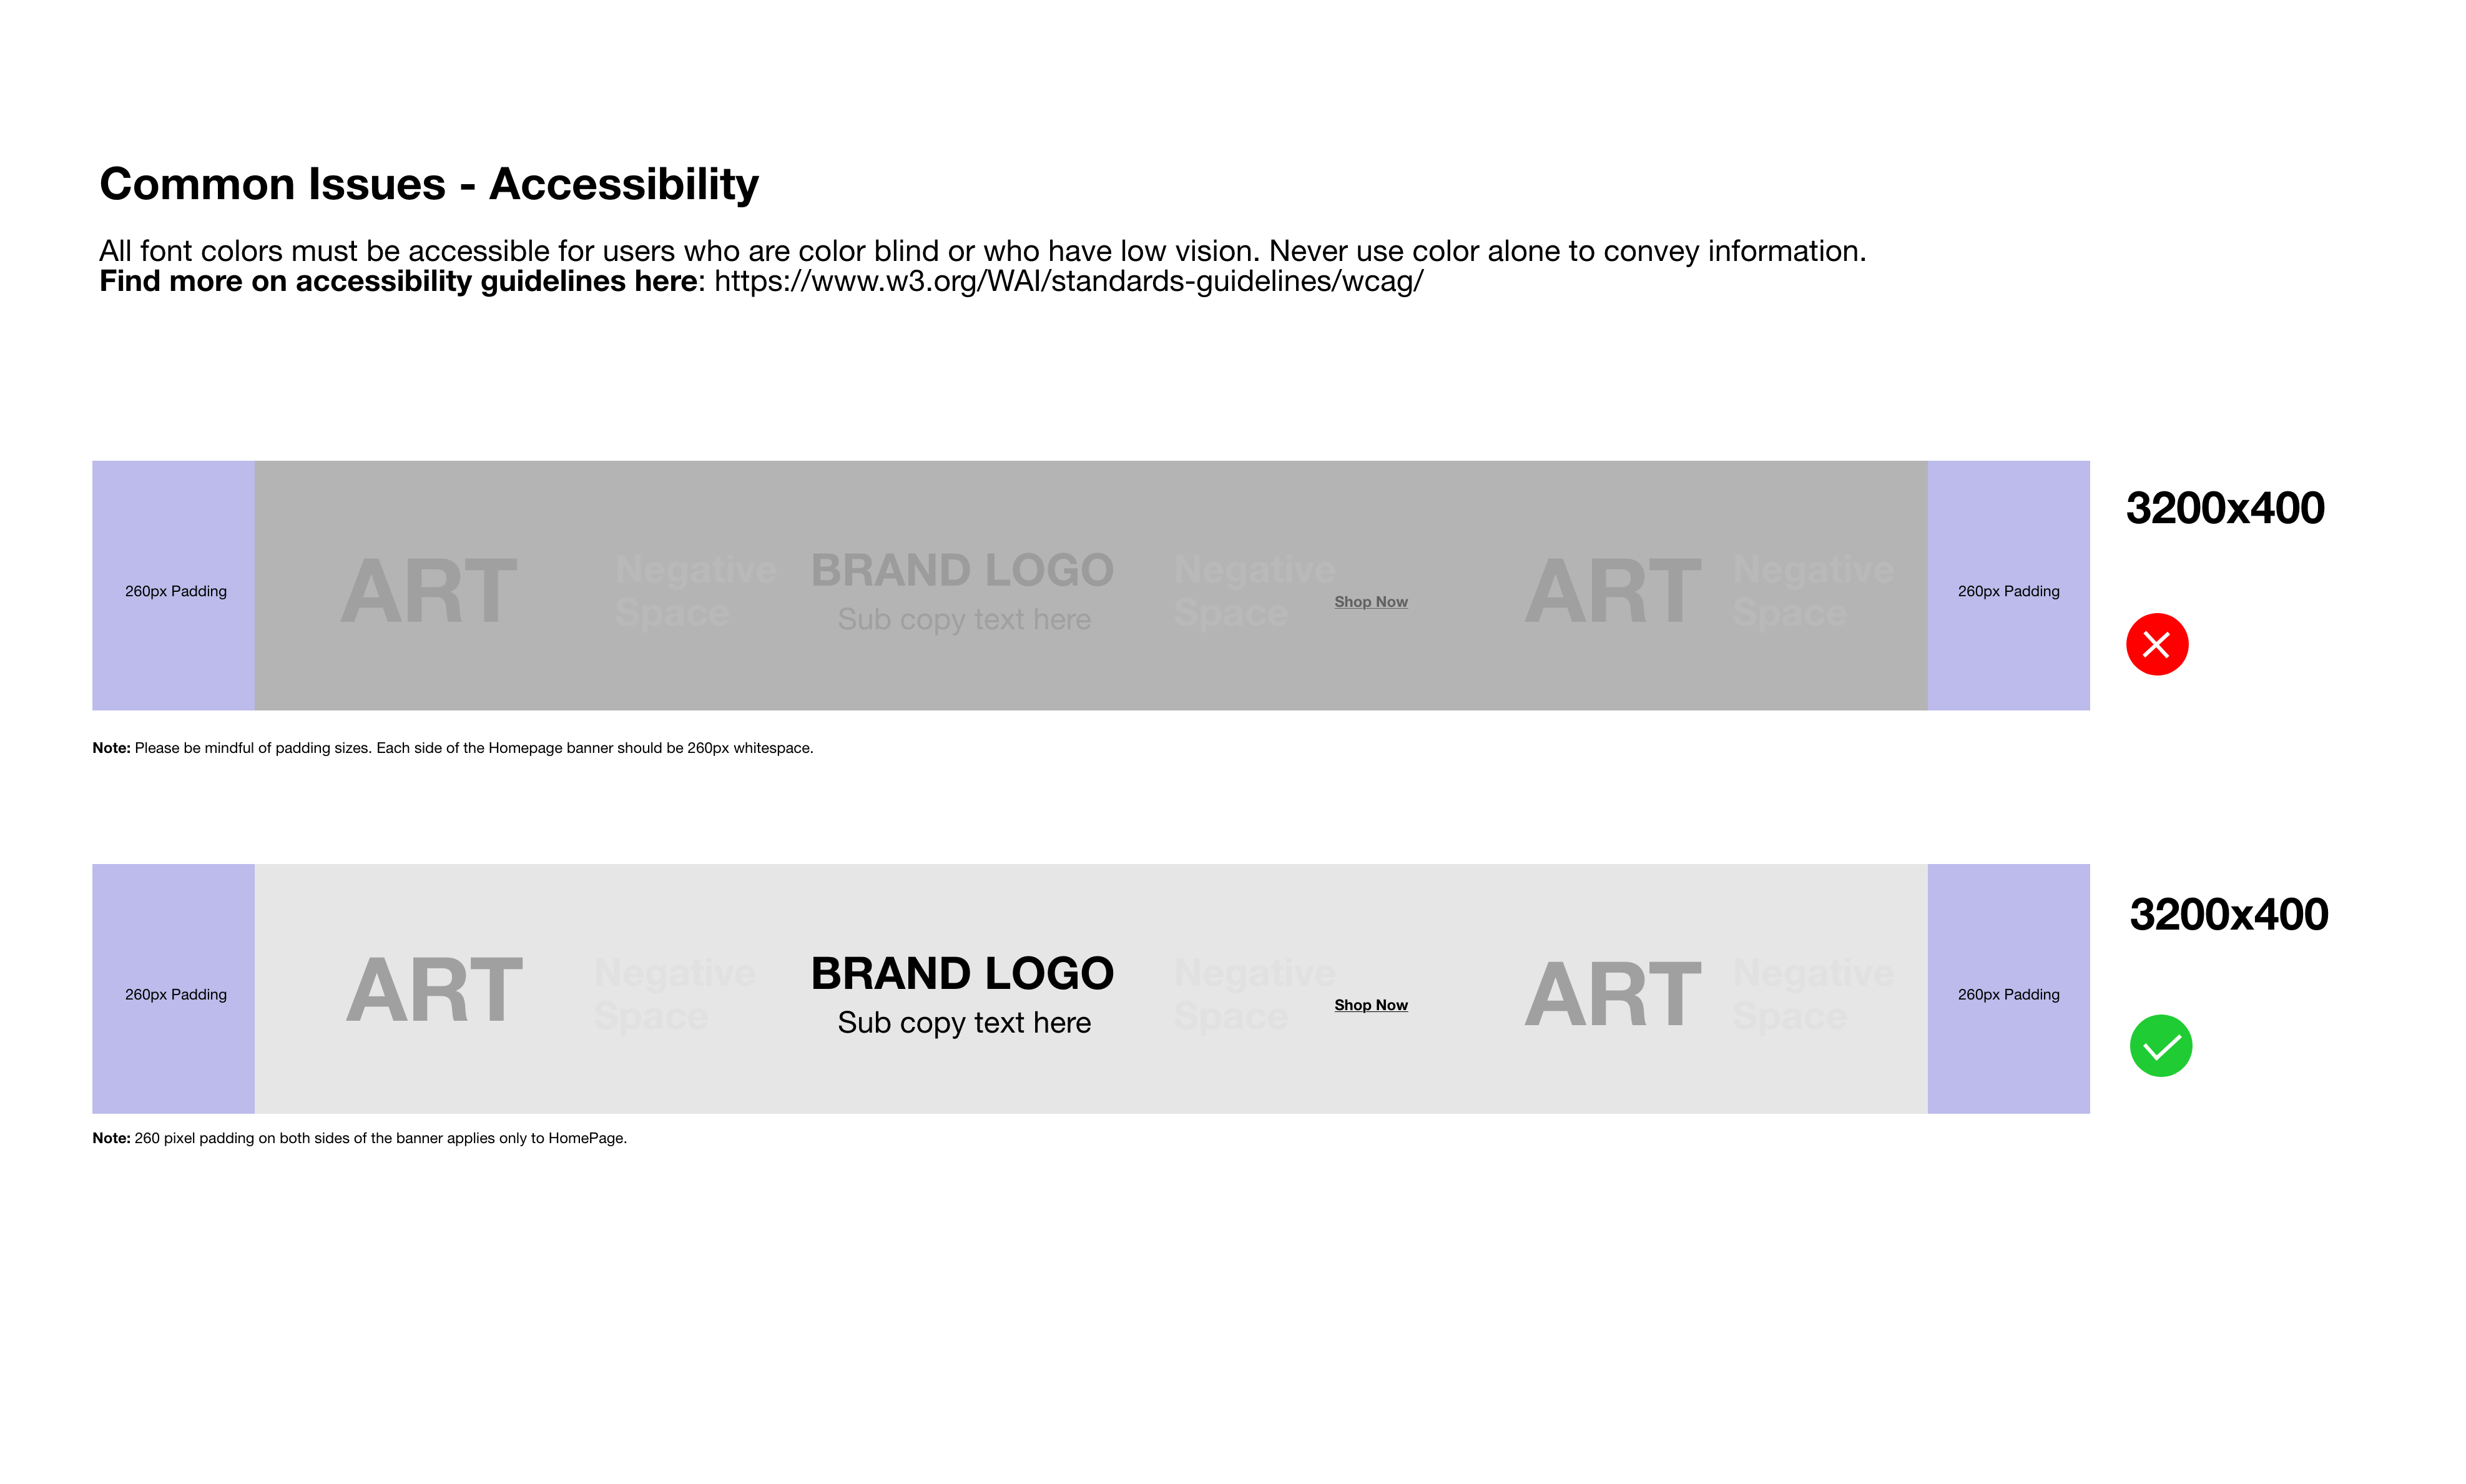 Common Issues - Accessibility
All font colors must be accessible for users who are color blind or who have low vision. Never use color alone to convey information.
Find more on accessibility guidelines here: https://www.w3.org/WAI/standards-guidelines/wcag/
260px Padding
ART
Negative
Space
BRAND LOGO
Sub copy text here
Negative
Space
Shop Now
ART
Negative
Space
260px Padding
3200x400
Note: Please be mindful of padding sizes. Each side of the Homepage banner should be 260px whitespace.
260px Padding
ART
Negative
Space
BRAND LOGO
Sub copy text here
Negative
Space
Shop Now
ART
Negative
Space
260px Padding
3200x400
Note: 260 pixel padding on both sides of the banner applies only to HomePage.